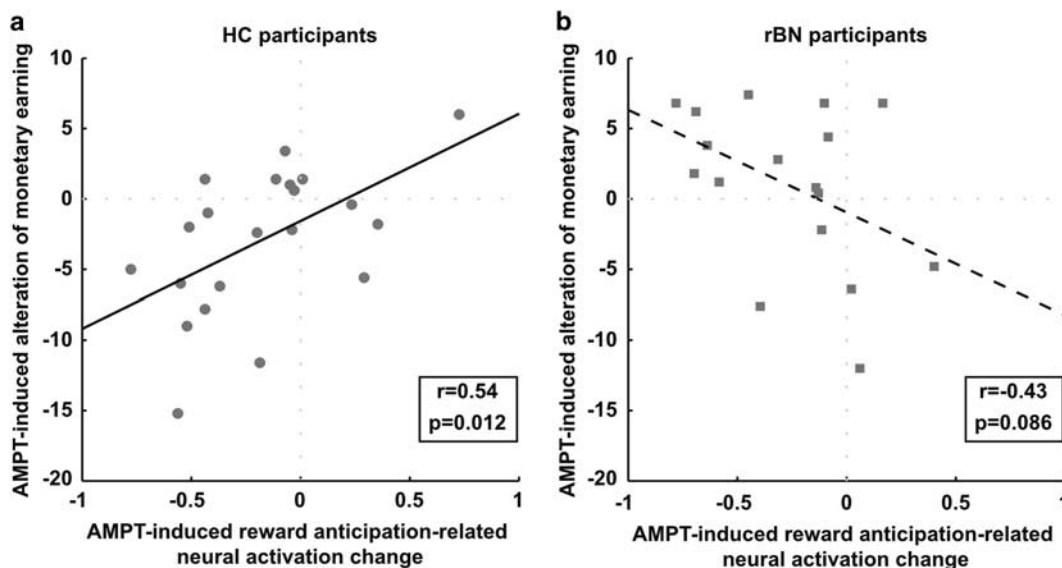 a
HC participants
AMPT-induced alteration of monetary earning
10
5
0
-5
-10
-15
-20
-1
-0.5
0
0.5
1
r=0.54
p=0.012
AMPT-induced reward anticipation-related
neural activation change
b
rBN participants
AMPT-induced alteration of monetary earning
10
5
0
-5
-10
-15
-20
-1
-0.5
0
0.5
1
r=-0.43
p=0.086
AMPT-induced reward anticipation-related
neural activation change